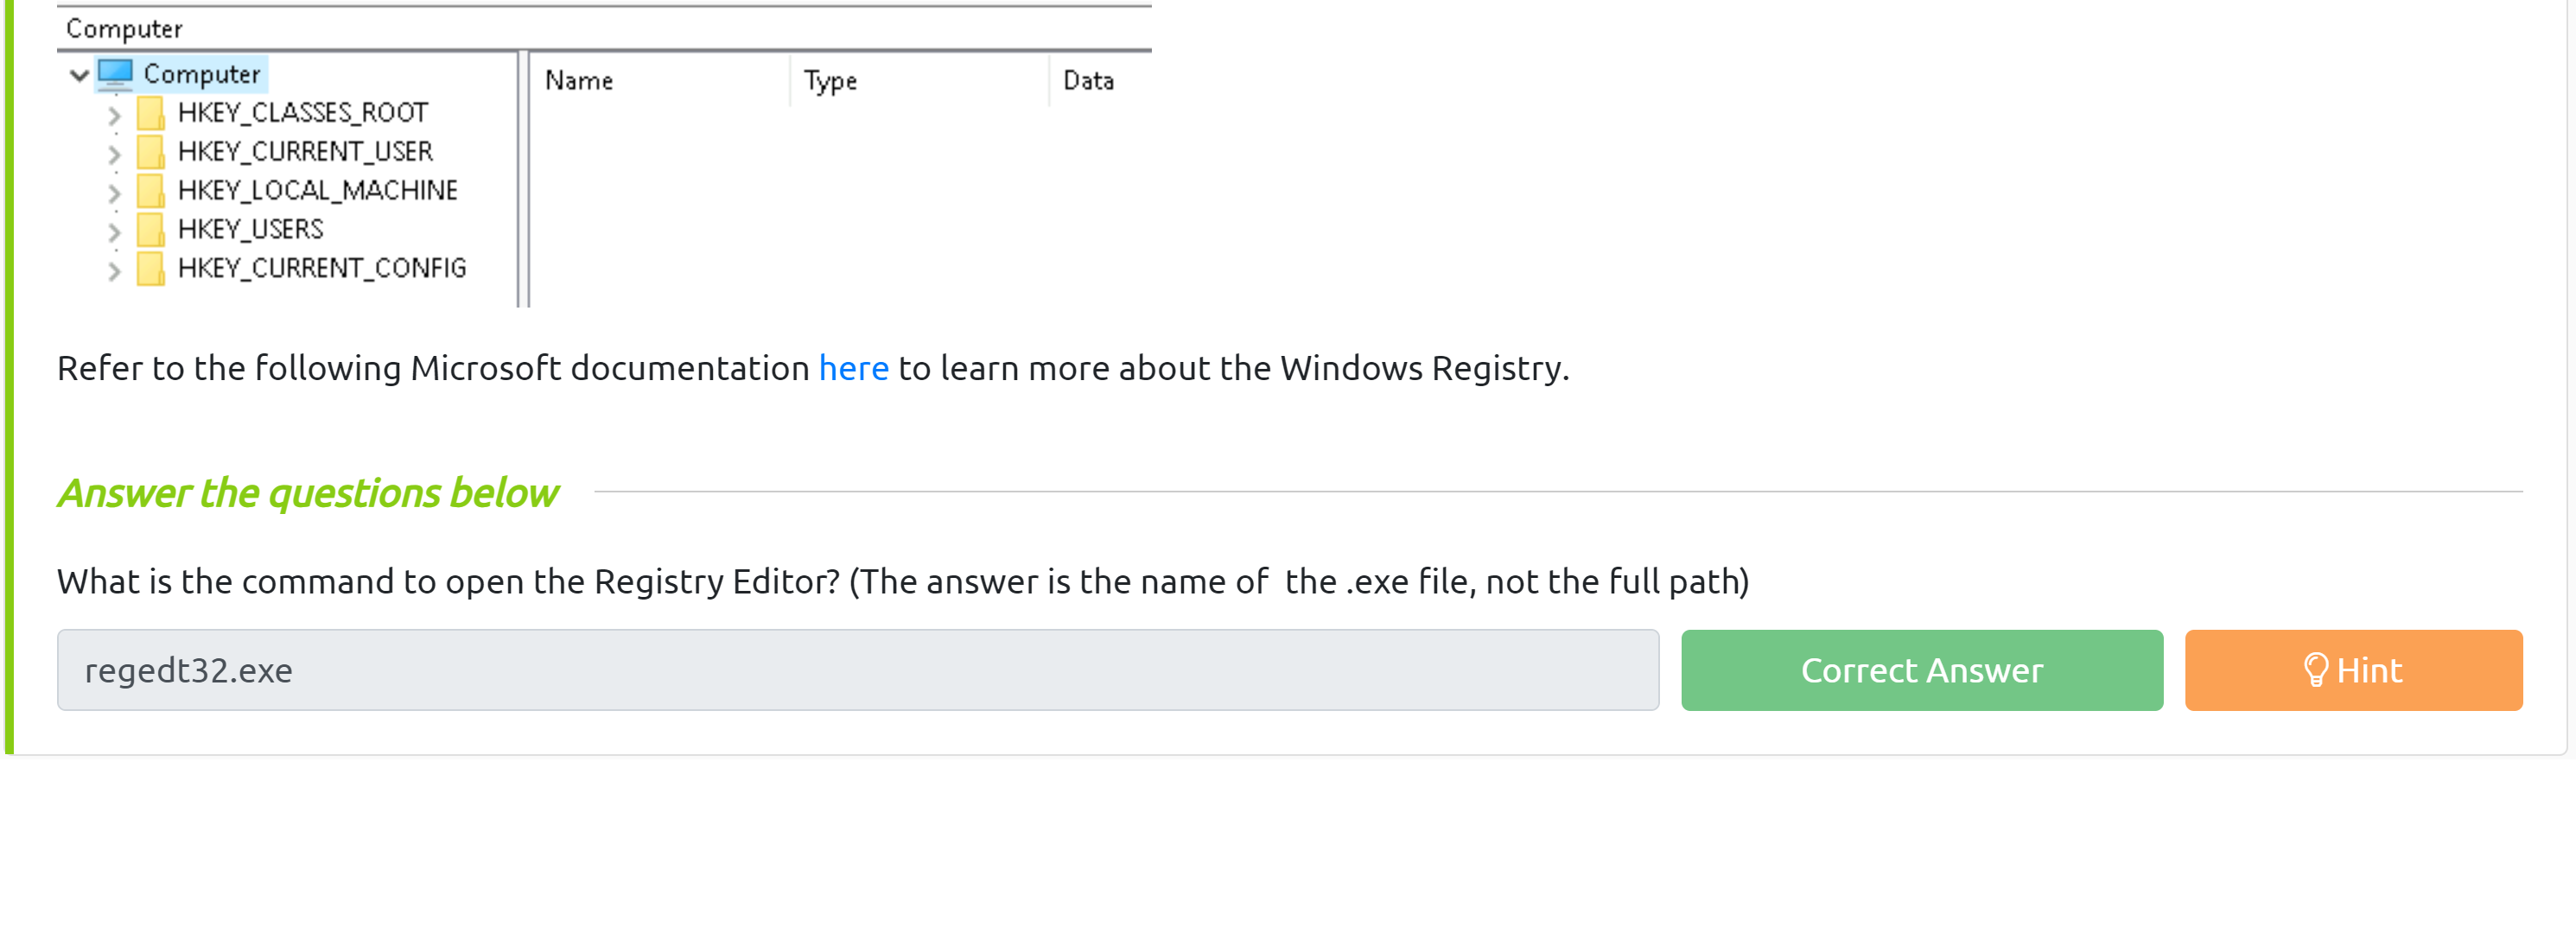 Computer
Computer
Name Type Data
HKEY_CLASSES_ROOT
HKEY_CURRENT_USER
HKEY_LOCAL_MACHINE
HKEY_USERS
HKEY_CURRENT_CONFIG
Refer to the following Microsoft documentation here to learn more about the Windows Registry.
Answer the questions below
What is the command to open the Registry Editor? (The answer is the name of  the .exe file, not the full path)
regedt32.exe Correct Answer Hint